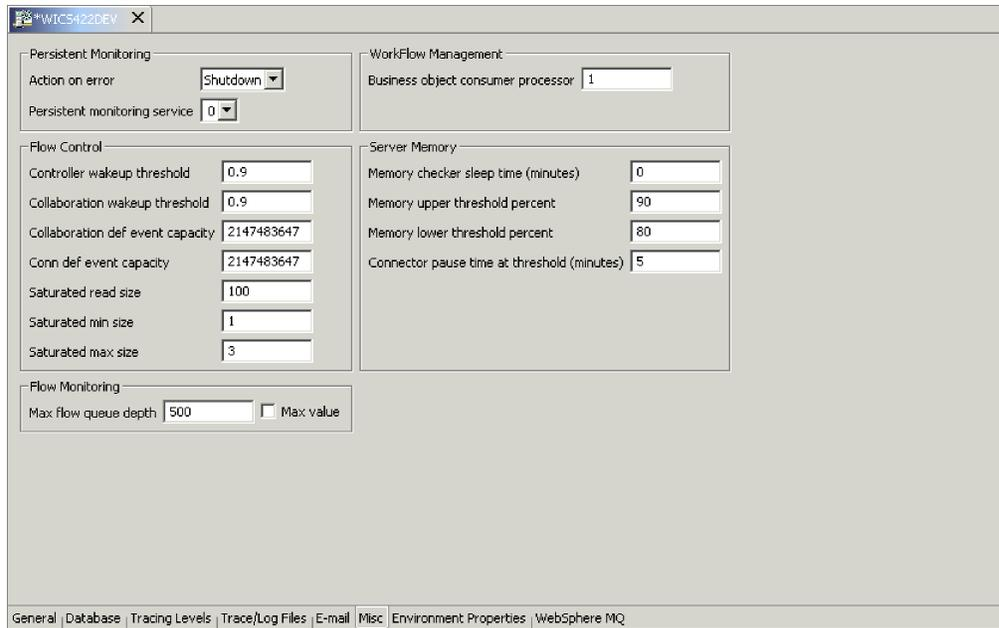 *WICS422DEV
Persistent Monitoring
Action on error Shutdown
Persistent monitoring service 0
WorkFlow Management
Business object consumer processor 1
Flow Control
Controller wakeup threshold 0.9
Collaboration wakeup threshold 0.9
Collaboration def event capacity 2147483647
Conn def event capacity 2147483647
Saturated read size 100
Saturated min size 1
Saturated max size 3
Server Memory
Memory checker sleep time (minutes) 0
Memory upper threshold percent 90
Memory lower threshold percent 80
Connector pause time at threshold (minutes) 5
Flow Monitoring
Max flow queue depth 500 Max value
General Database Tracing Levels Trace/Log Files E-mail Misc Environment Properties WebSphere MQ